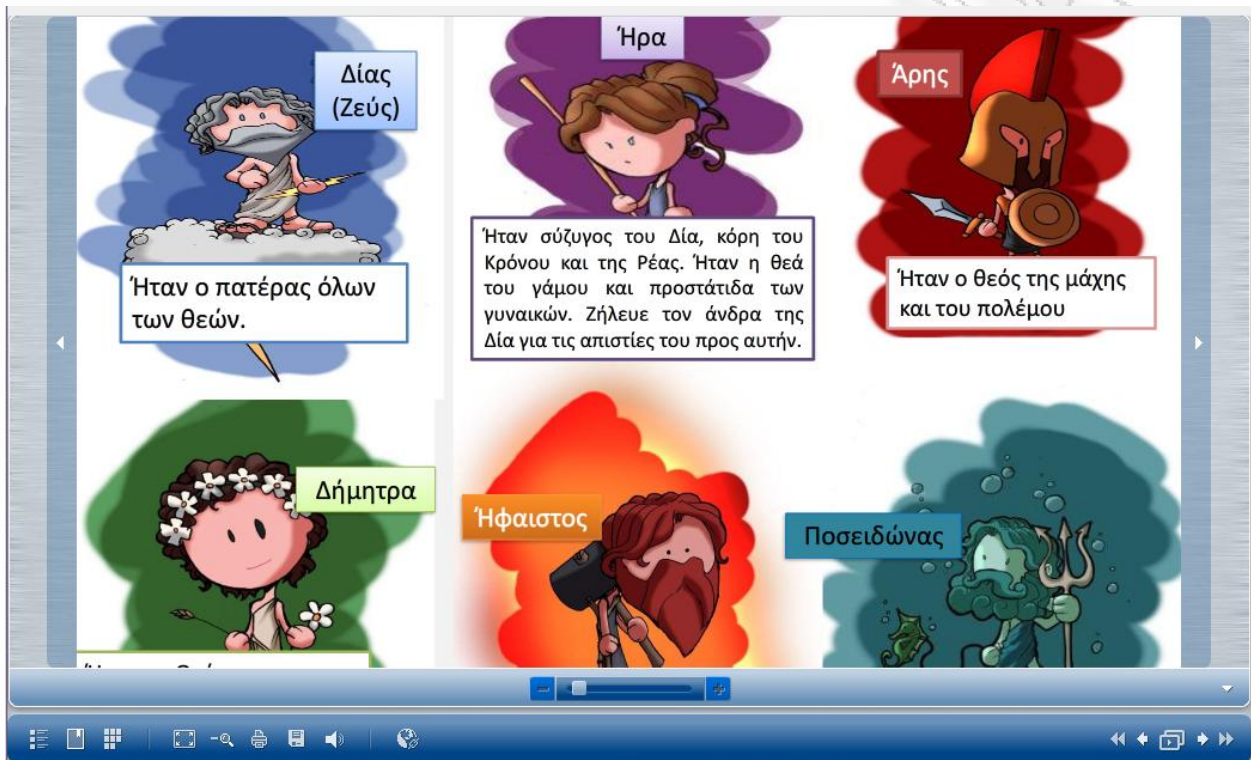 Δίας
(Ζεύς)
Ήταν ο πατέρας όλων
των θεών.
Ήρα
Ήταν σύζυγος του Δία, κόρη του
Κρόνου και της Ρέας. Ήταν η θεά
του γάμου και προστάτιδα των
γυναικών. Ζήλευε τον άνδρα της
Δία για τις απιστίες του προς αυτήν.
Άρης
Ήταν ο θεός της μάχης
και του πολέμου
Δήμητρα
Ήφαιστος
Ποσειδώνας